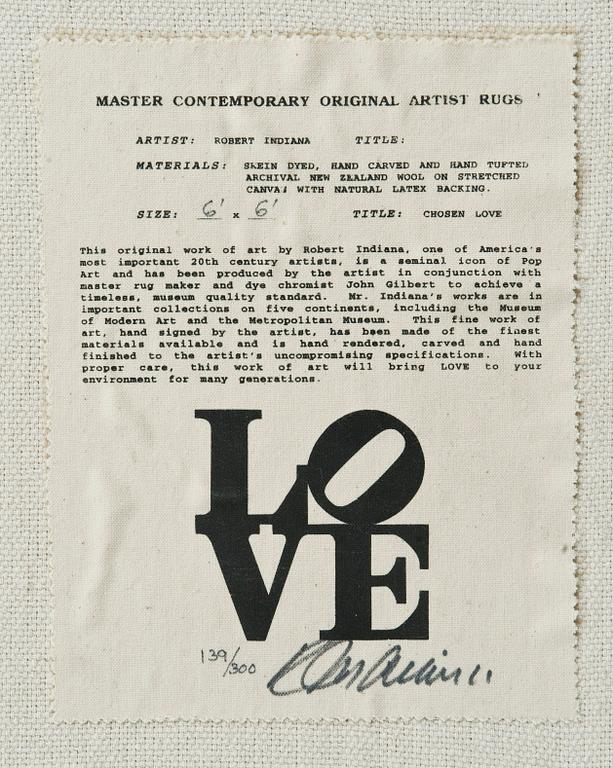 MASTER CONTEMPORARY ORIGINAL ARTIST RUGS
ARTIST: ROBERT INDIANA TITLE:
MATERIALS: SKEIN DYED, HAND CARVED AND HAND TUFTED
ARCHIVAL NEW ZEALAND WOOL ON STRETCHED
CANVAS WITH NATURAL LATEX BACKING.
SIZE: 6' x 6' TITLE: CHOSEN LOVE
This original work of art by Robert Indiana, one of America's
most important 20th century artists, is a seminal icon of Pop
Art and has been produced by the artist in conjunction with
master rug maker and dye chromist John Gilbert to achieve a
timeless, museum quality standard. Mr. Indiana's works are in
important collections on five continents, including the Museum
of Modern Art and the Metropolitan Museum. This fine work of
art, hand signed by the artist, has been made of the finest
materials available and is hand rendered, carved and hand
finished to the artist's uncompromising specifications. With
proper care, this work of art will bring LOVE to your
environment for many generations.
LO
VE
139/300